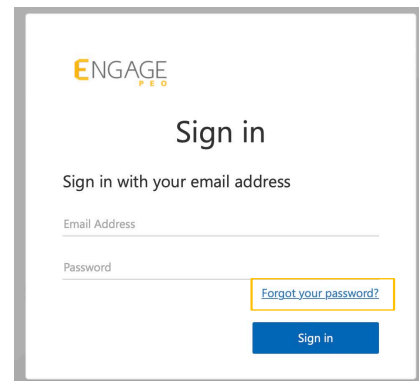 ENGAGE
PEO
Sign in
Sign in with your email address
Email Address
Password
Forgot your password?
Sign in